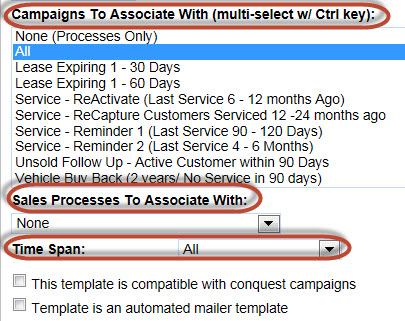 Campaigns To Associate With (multi-select w/ Ctrl key):
None (Processes Only)
All
Lease Expiring 1 - 30 Days
Lease Expiring 1 - 60 Days
Service - ReActivate (Last Service 6 - 12 months Ago)
Service - ReCapture Customers Serviced 12 -24 months ago
Service - Reminder 1 (Last Service 90 - 120 Days)
Service - Reminder 2 (Last Service 4 - 6 Months)
Unsold Follow Up - Active Customer within 90 Days
Vehicle Buy Back (2 years/ No Service in 90 days)
Sales Processes To Associate With:
None
Time Span: All
This template is compatible with conquest campaigns
Template is an automated mailer template